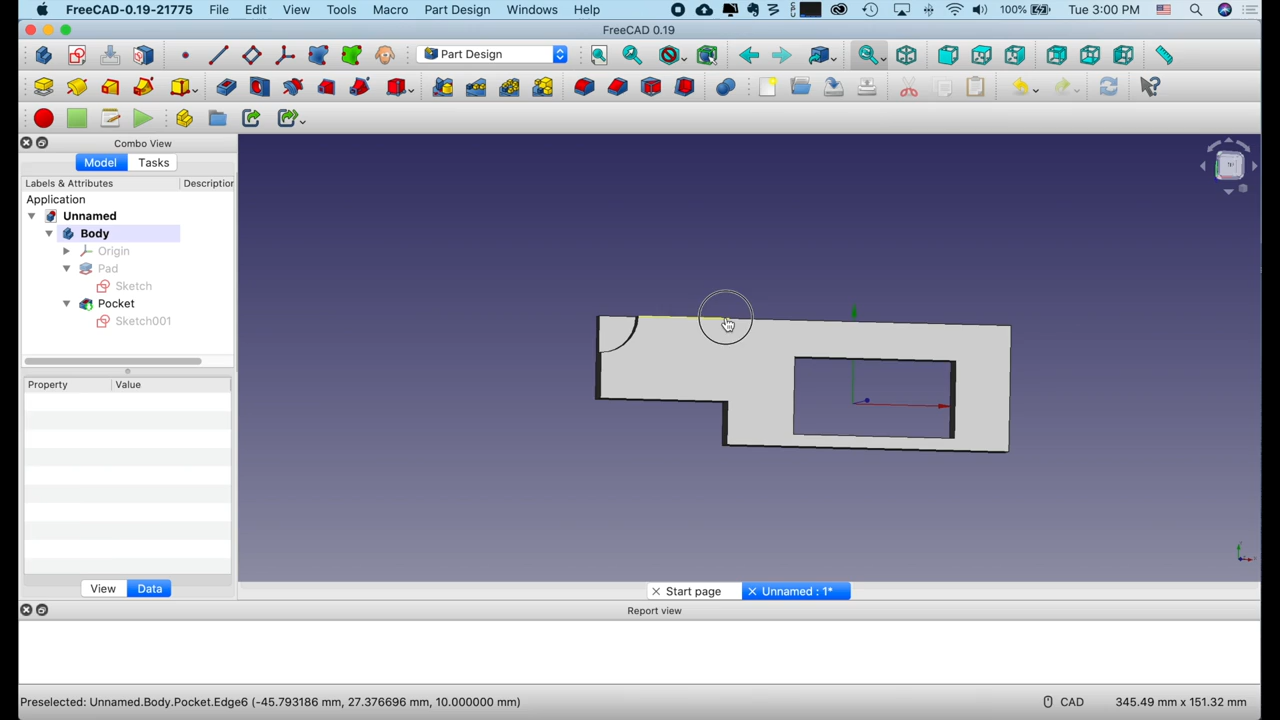 FreeCAD-0.19-21775 File Edit View Tools Macro Part Design Measure Windows Help 100% Tue 3:00 PM
FreeCAD 0.19
Part Design
Combo View
Model Tasks
Labels & Attributes Description
Application
Unnamed
Body
Origin
Pad
Sketch
Pocket
Sketch001
Property Value
View Data
Start page Unnamed : 1*
Report view
Preselected: Unnamed.Body.Pocket.Edge6 (-45.793186 mm, 27.376696 mm, 10.000000 mm) CAD 345.49 mm x 151.32 mm